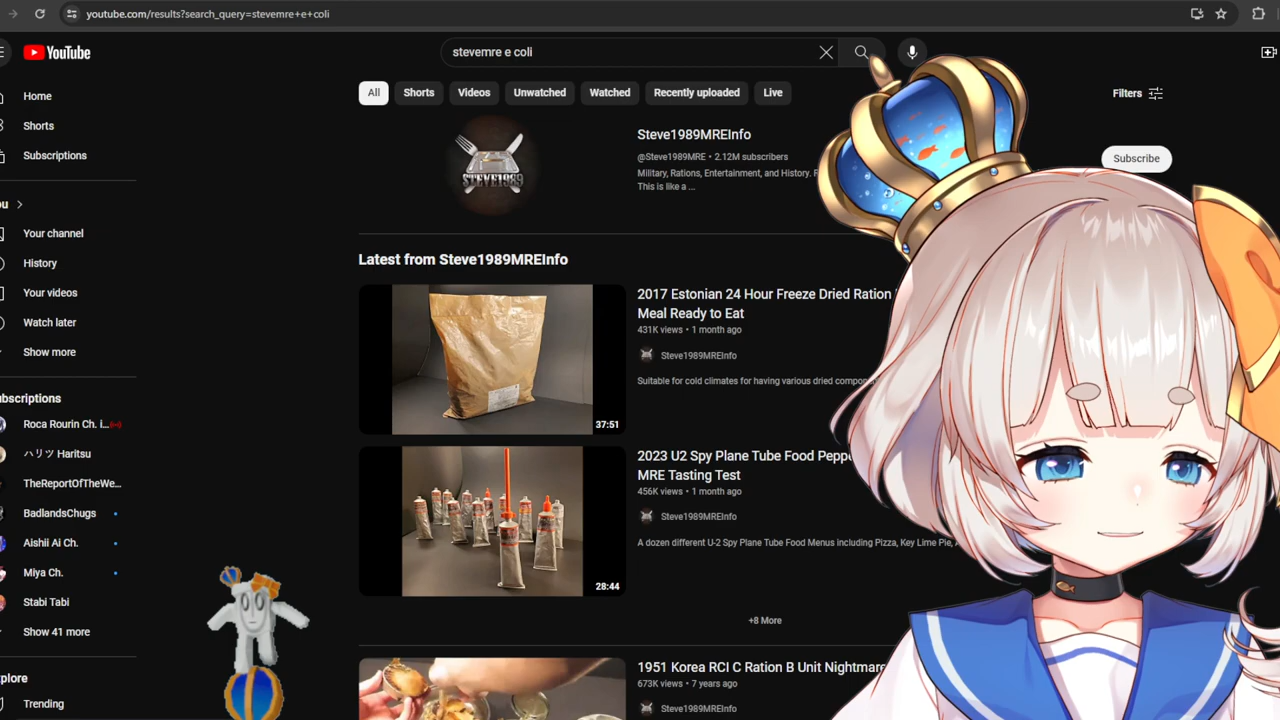 youtube.com/results?search_query=stevemre+e+coli
YouTube
stevemre e coli
All
Shorts
Videos
Unwatched
Watched
Recently uploaded
Live
Filters
Home
Shorts
Subscriptions
Your channel
History
Your videos
Watch later
Show more
Roca Rourin Ch. i...
ハリツ Haritsu
TheReportOfTheWe...
BadlandsChugs
Aishii Ai Ch.
Miya Ch.
Stabi Tabi
Show 41 more
Trending
STEVE1989
Steve1989MREInfo
@Steve1989MRE • 2.12M subscribers
Military, Rations, Entertainment, and History.
This is like a ...
Subscribe
Latest from Steve1989MREInfo
37:51
2017 Estonian 24 Hour Freeze Dried Ration
Meal Ready to Eat
431K views • 1 month ago
Steve1989MREInfo
Suitable for cold climates for having various dried
28:44
2023 U2 Spy Plane Tube Food
MRE Tasting Test
456K views • 1 month ago
Steve1989MREInfo
A dozen different U-2 Spy Plane Tube Food Menus including Pizza, Key Lime Pie,
+8 More
1951 Korea RCI C Ration B Unit Nightmare
673K views • 7 years ago
Steve1989MREInfo